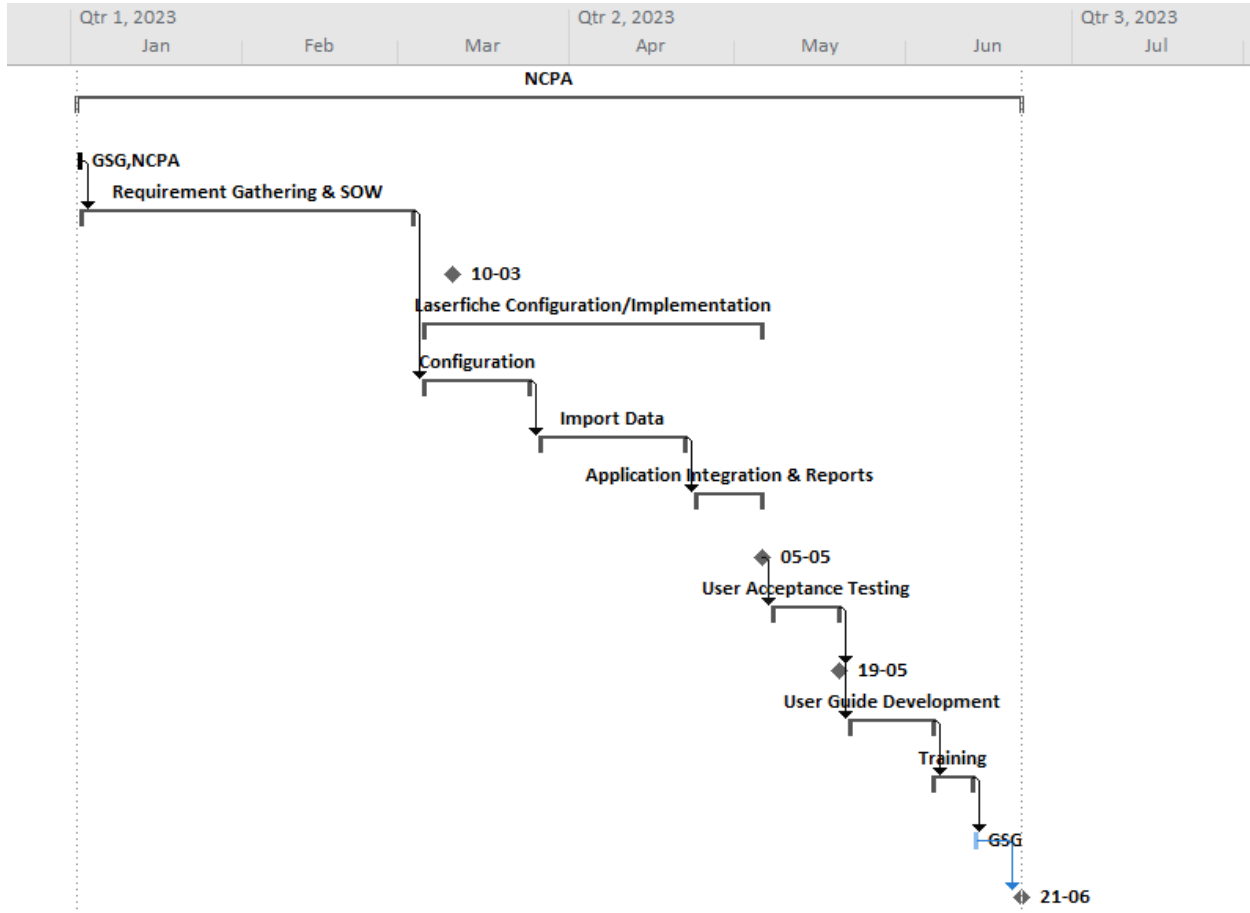 Qtr 1, 2023 Qtr 2, 2023 Qtr 3, 2023
Jan Feb Mar Apr May Jun Jul
NCPA
GSG,NCPA
Requirement Gathering & SOW
10-03
Laserfiche Configuration/Implementation
Configuration
Import Data
Application Integration & Reports
05-05
User Acceptance Testing
19-05
User Guide Development
Training
GSG
21-06